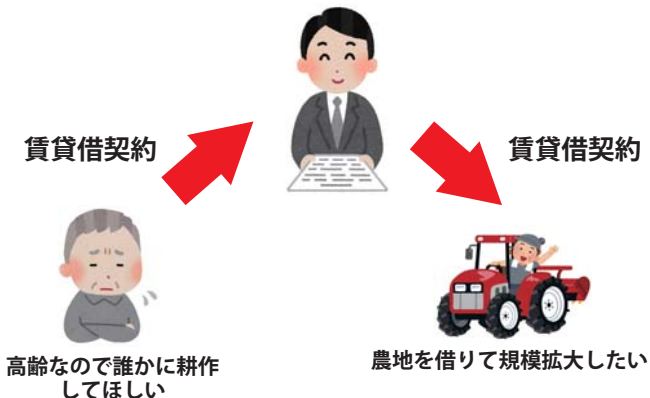 賃貸借契約
賃貸借契約
高齢なので誰かに耕作
してほしい
農地を借りて規模拡大したい